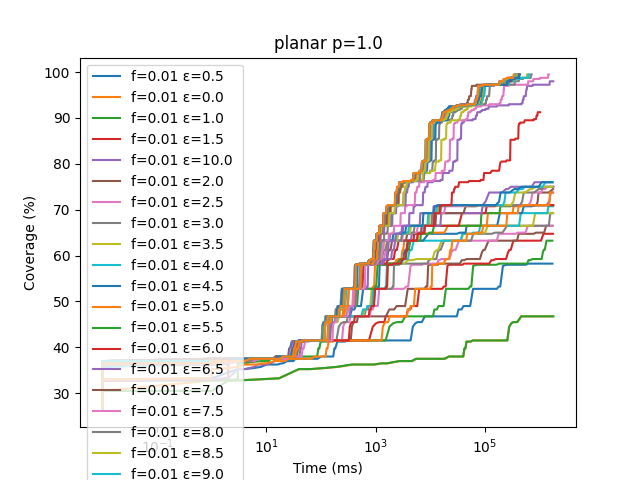 planar p=1.0
Coverage (%)
100
90
80
70
60
50
40
30
f=0.01 ε=0.5
f=0.01 ε=0.0
f=0.01 ε=1.0
f=0.01 ε=1.5
f=0.01 ε=10.0
f=0.01 ε=2.0
f=0.01 ε=2.5
f=0.01 ε=3.0
f=0.01 ε=3.5
f=0.01 ε=4.0
f=0.01 ε=4.5
f=0.01 ε=5.0
f=0.01 ε=5.5
f=0.01 ε=6.0
f=0.01 ε=6.5
f=0.01 ε=7.0
f=0.01 ε=7.5
f=0.01 ε=8.0
f=0.01 ε=8.5
f=0.01 ε=9.0
10⁻¹ 10¹ 10³ 10⁵
Time (ms)